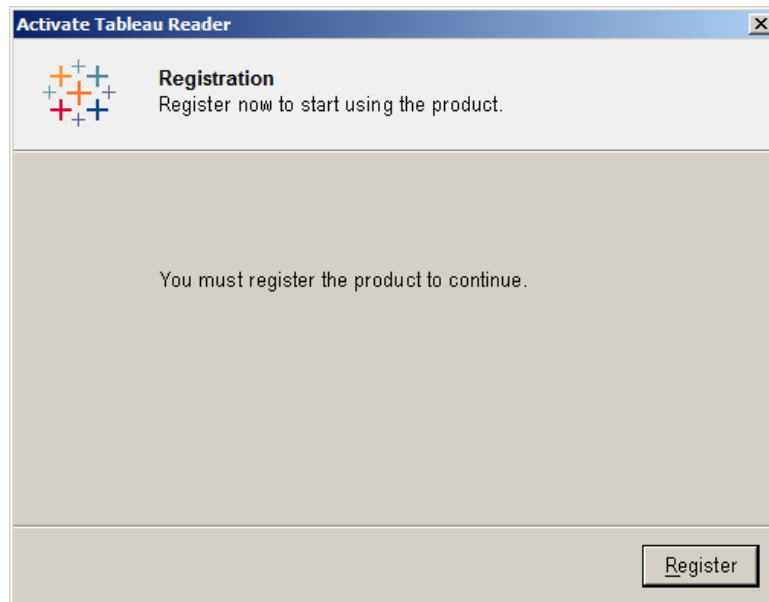 Activate Tableau Reader
Registration
Register now to start using the product.
You must register the product to continue.
Register